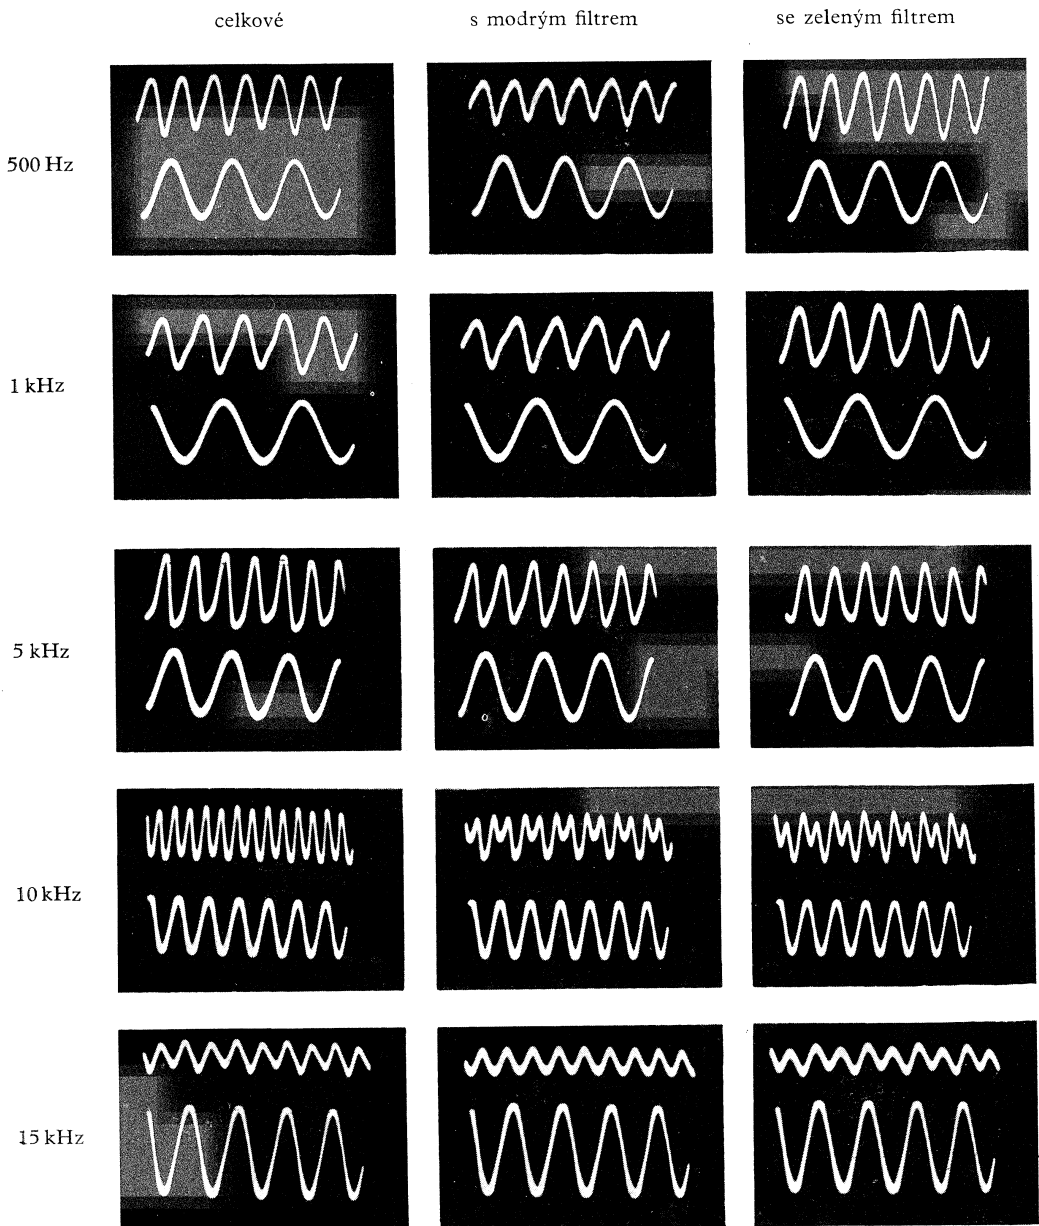 celkové s modrým filtrem se zeleným filtrem
500 Hz
1 kHz
5 kHz
10 kHz
15 kHz